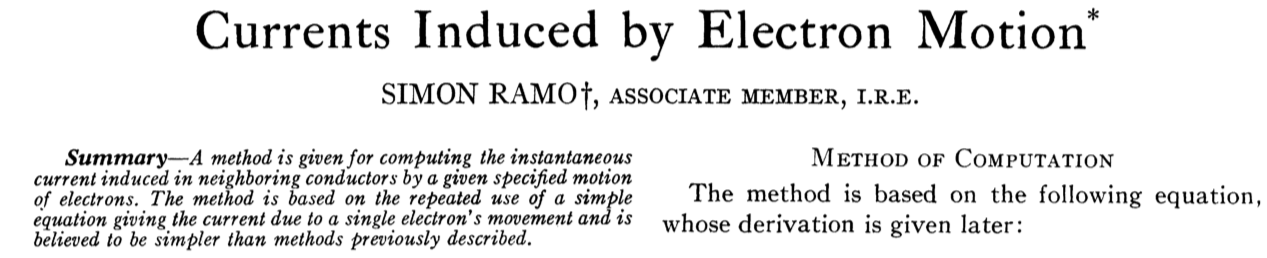 Currents Induced by Electron Motion*
SIMON RAMO†, ASSOCIATE MEMBER, I.R.E.
Summary—A method is given for computing the instantaneous
current induced in neighboring conductors by a given specified motion
of electrons. The method is based on the repeated use of a simple
equation giving the current due to a single electron's movement and is
believed to be simpler than methods previously described.
METHOD OF COMPUTATION
The method is based on the following equation,
whose derivation is given later: